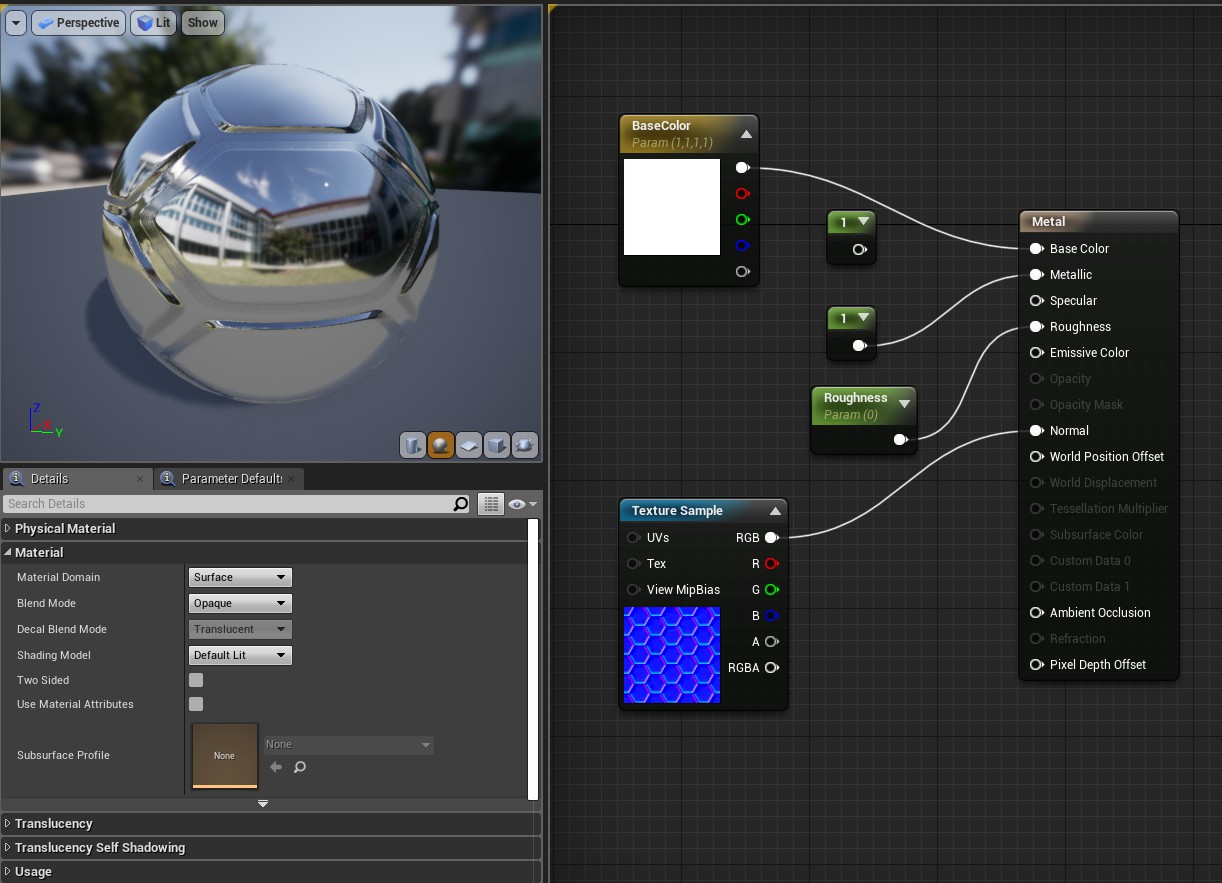 Perspective
Lit
Show
Z
X
Y
Details
Parameter Defaults
Search Details
Physical Material
Material
Material Domain
Surface
Blend Mode
Opaque
Decal Blend Mode
Translucent
Shading Model
Default Lit
Two Sided
Use Material Attributes
Subsurface Profile
None
None
Translucency
Translucency Self Shadowing
Usage
BaseColor
Param (1,1,1,1)
1
1
Roughness
Param (0)
Texture Sample
UVs RGB
Tex R
View MipBias G
B
A
RGBA
Metal
Base Color
Metallic
Specular
Roughness
Emissive Color
Opacity
Opacity Mask
Normal
World Position Offset
World Displacement
Tessellation Multiplier
Subsurface Color
Custom Data 0
Custom Data 1
Ambient Occlusion
Refraction
Pixel Depth Offset